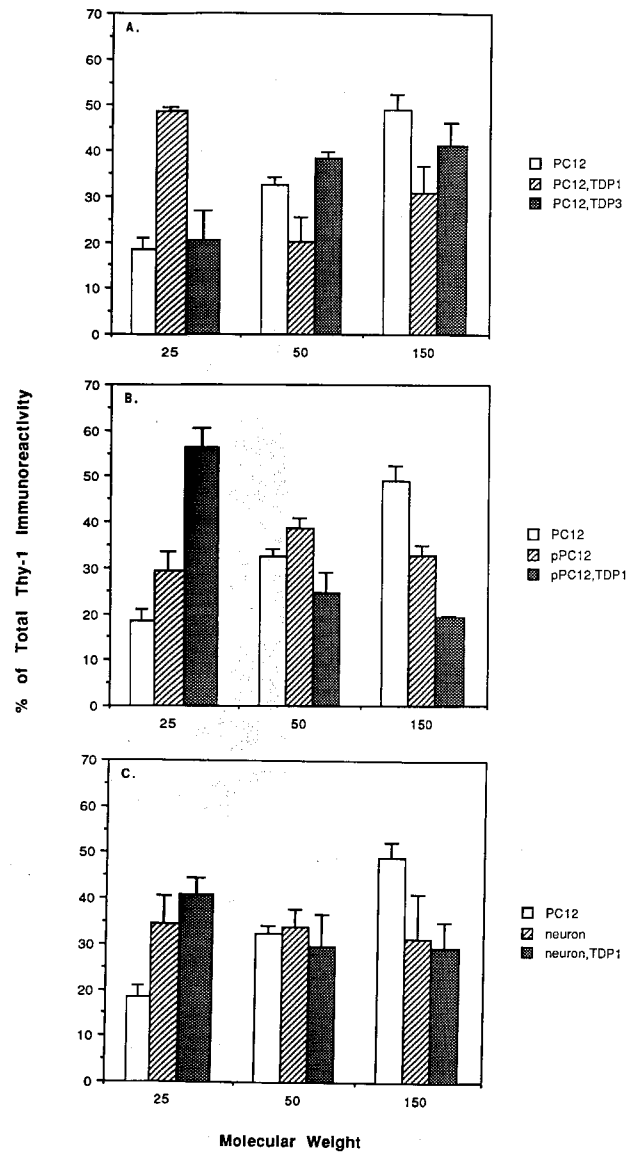 A.
70
60
50
40
30
20
10
0
25 50 150
PC12
PC12,TDP1
PC12,TDP3
% of Total Thy-1 Immunoreactivity
B.
70
60
50
40
30
20
10
0
25 50 150
PC12
pPC12
pPC12,TDP1
C.
70
60
50
40
30
20
10
0
25 50 150
PC12
neuron
neuron,TDP1
Molecular Weight